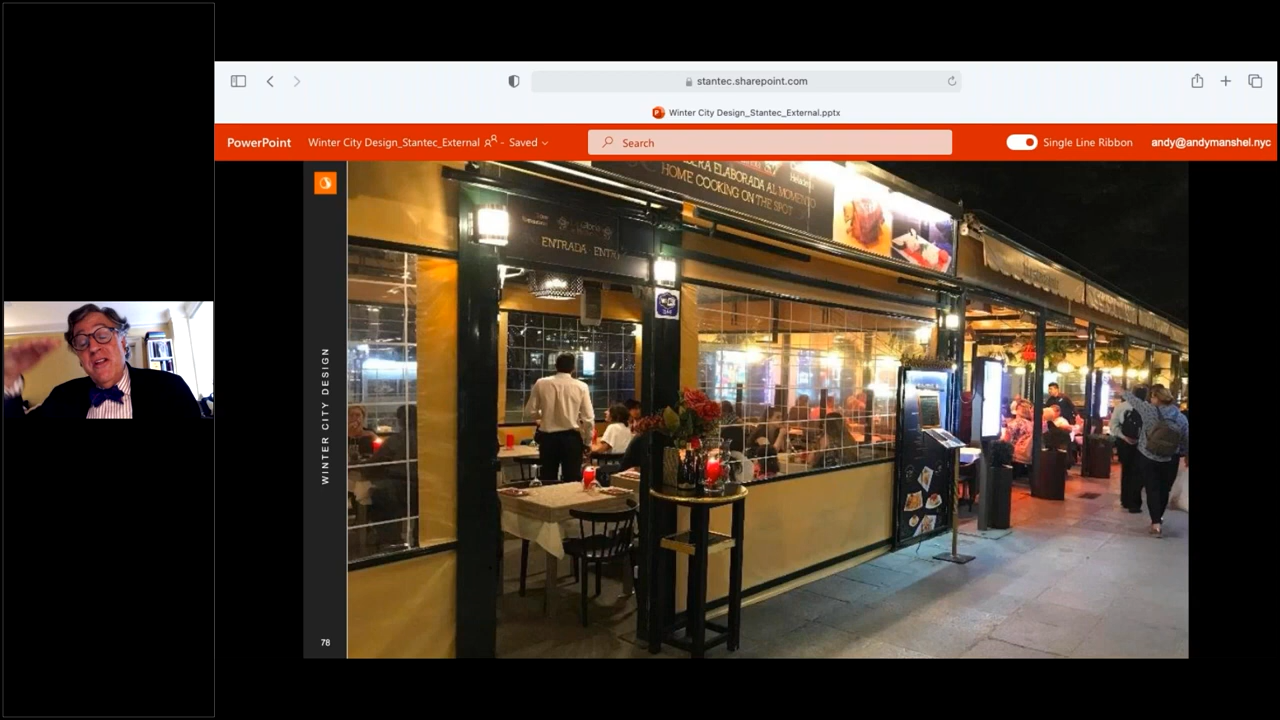 stantec.sharepoint.com
Winter City Design_Stantec_External.pptx
PowerPoint
Winter City Design_Stantec_External - Saved
Search
Single Line Ribbon
andy@andymanshel.nyc
WINTER CITY DESIGN
78
ELABORADA AL MOMENTO
HOME COOKING ON THE SPOT
ENTRADA